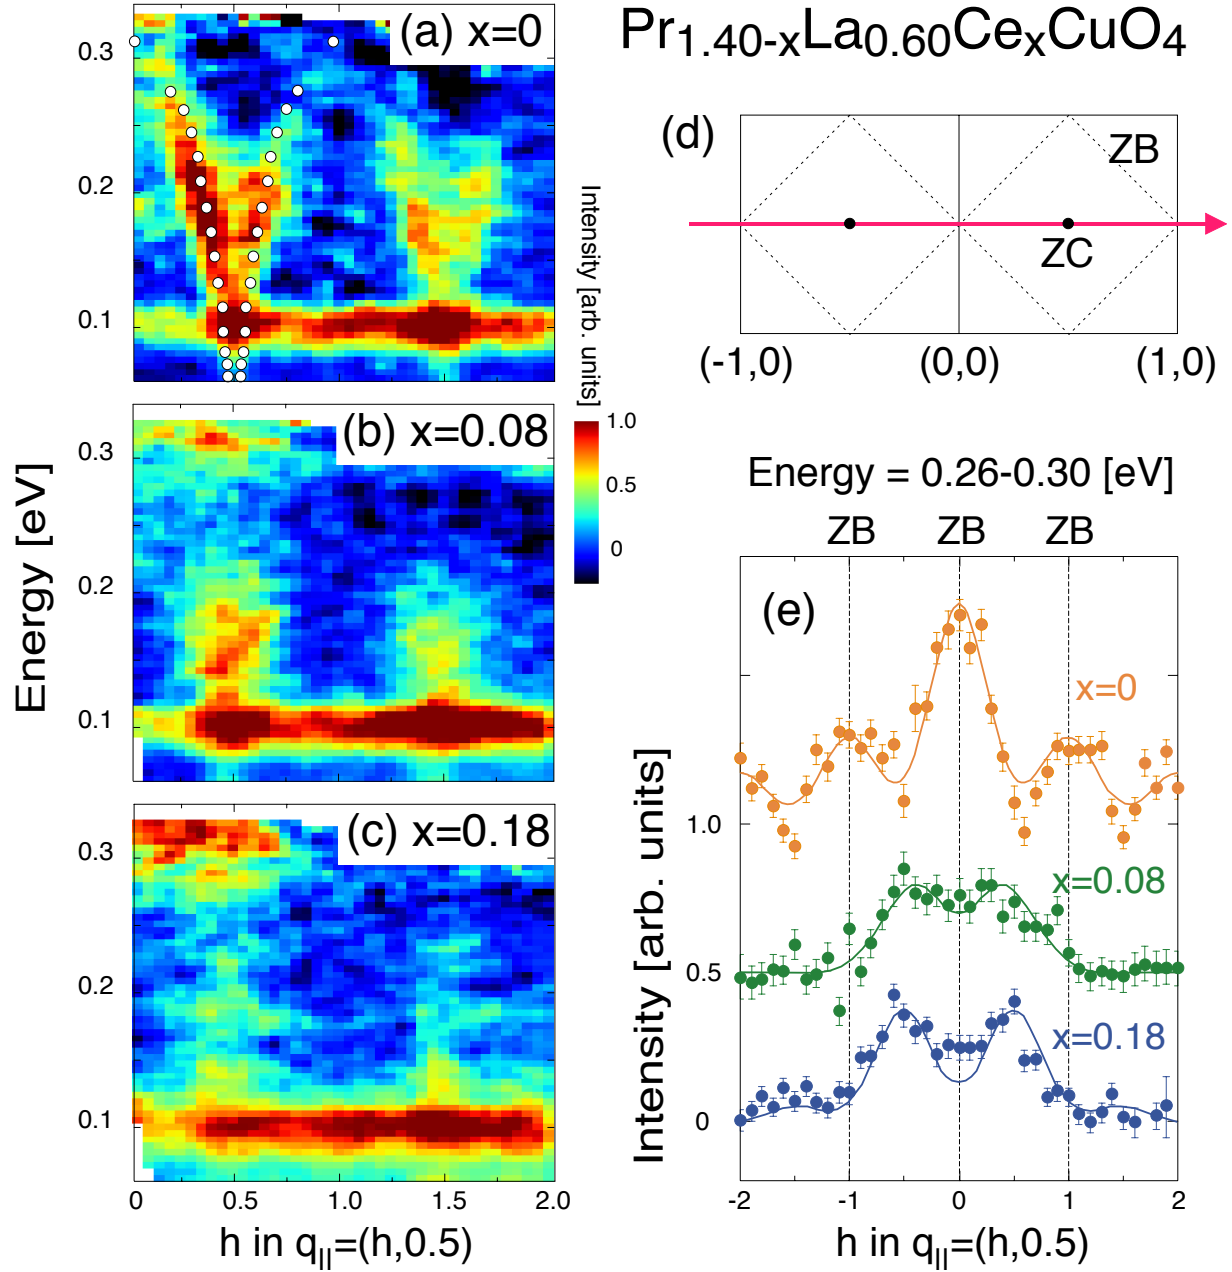 Pr1.40-xLa0.60CexCuO4
(a) x=0
0.3
0.2
0.1
Intensity [arb. units]
1.0
0.5
0
(b) x=0.08
0.3
0.2
0.1
Energy [eV]
(c) x=0.18
0.3
0.2
0.1
0 0.5 1.0 1.5 2.0
h in q||=(h,0.5)
(d)
ZB
ZC
(-1,0) (0,0) (1,0)
Energy = 0.26-0.30 [eV]
ZB ZB ZB
(e)
x=0
x=0.08
x=0.18
1.0
0.5
0
Intensity [arb. units]
-2 -1 0 1 2
h in q||=(h,0.5)